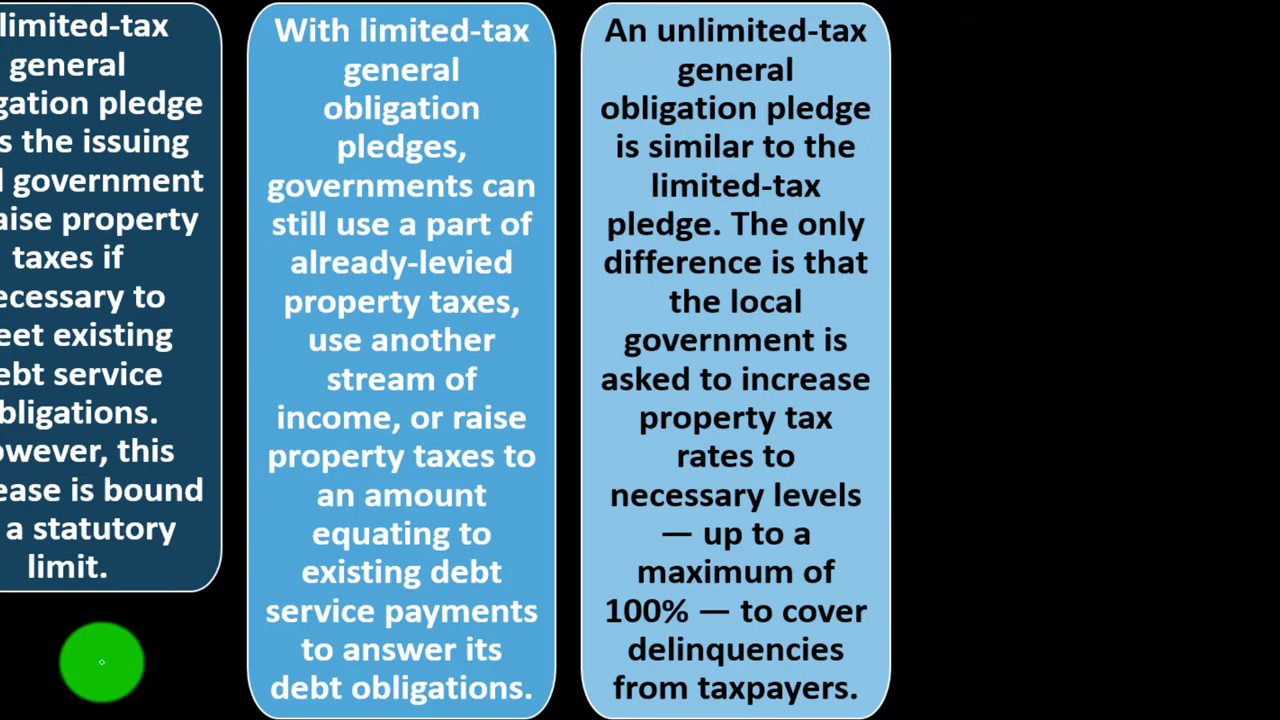 limited-tax
general
gation pledge
s the issuing
l government
aise property
taxes if
ecessary to
eet existing
ebt service
bligations.
owever, this
ease is bound
a statutory
limit.
With limited-tax
general
obligation
pledges,
governments can
still use a part of
already-levied
property taxes,
use another
stream of
income, or raise
property taxes to
an amount
equating to
existing debt
service payments
to answer its
debt obligations.
An unlimited-tax
general
obligation pledge
is similar to the
limited-tax
pledge. The only
difference is that
the local
government is
asked to increase
property tax
rates to
necessary levels
— up to a
maximum of
100% — to cover
delinquencies
from taxpayers.